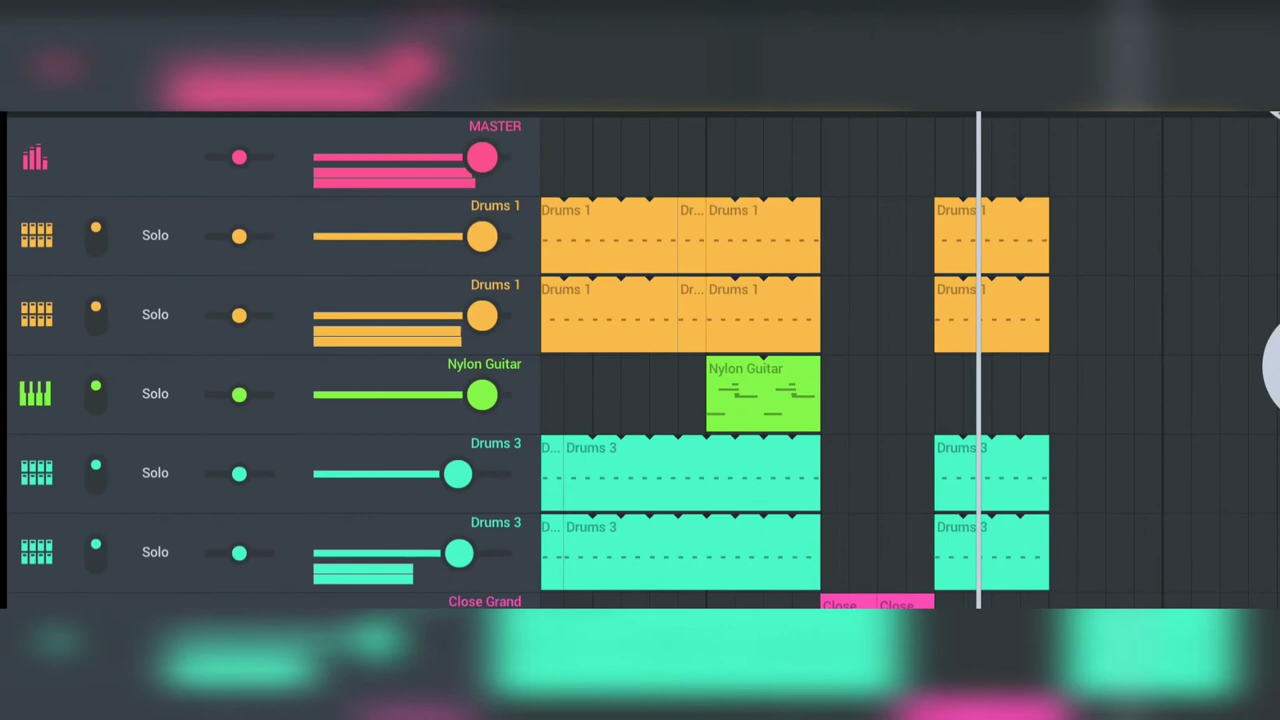 MASTER
Drums 1
Solo
Drums 1 Dr... Drums 1 Drums 1
Drums 1
Solo
Drums 1 Dr... Drums 1 Drums 1
Nylon Guitar
Solo
Nylon Guitar
Drums 3
Solo
D... Drums 3 Drums 3
Drums 3
Solo
D... Drums 3 Drums 3
Close Grand
Close Close